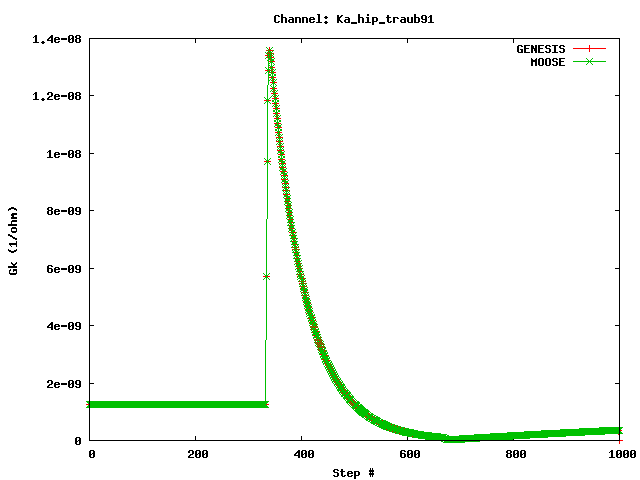 Channel: Ka_hip_traub91
1.4e-08
1.2e-08
1e-08
8e-09
6e-09
4e-09
2e-09
0
Gk (1/ohm)
GENESIS
MOOSE
0 200 400 600 800 1000
Step #